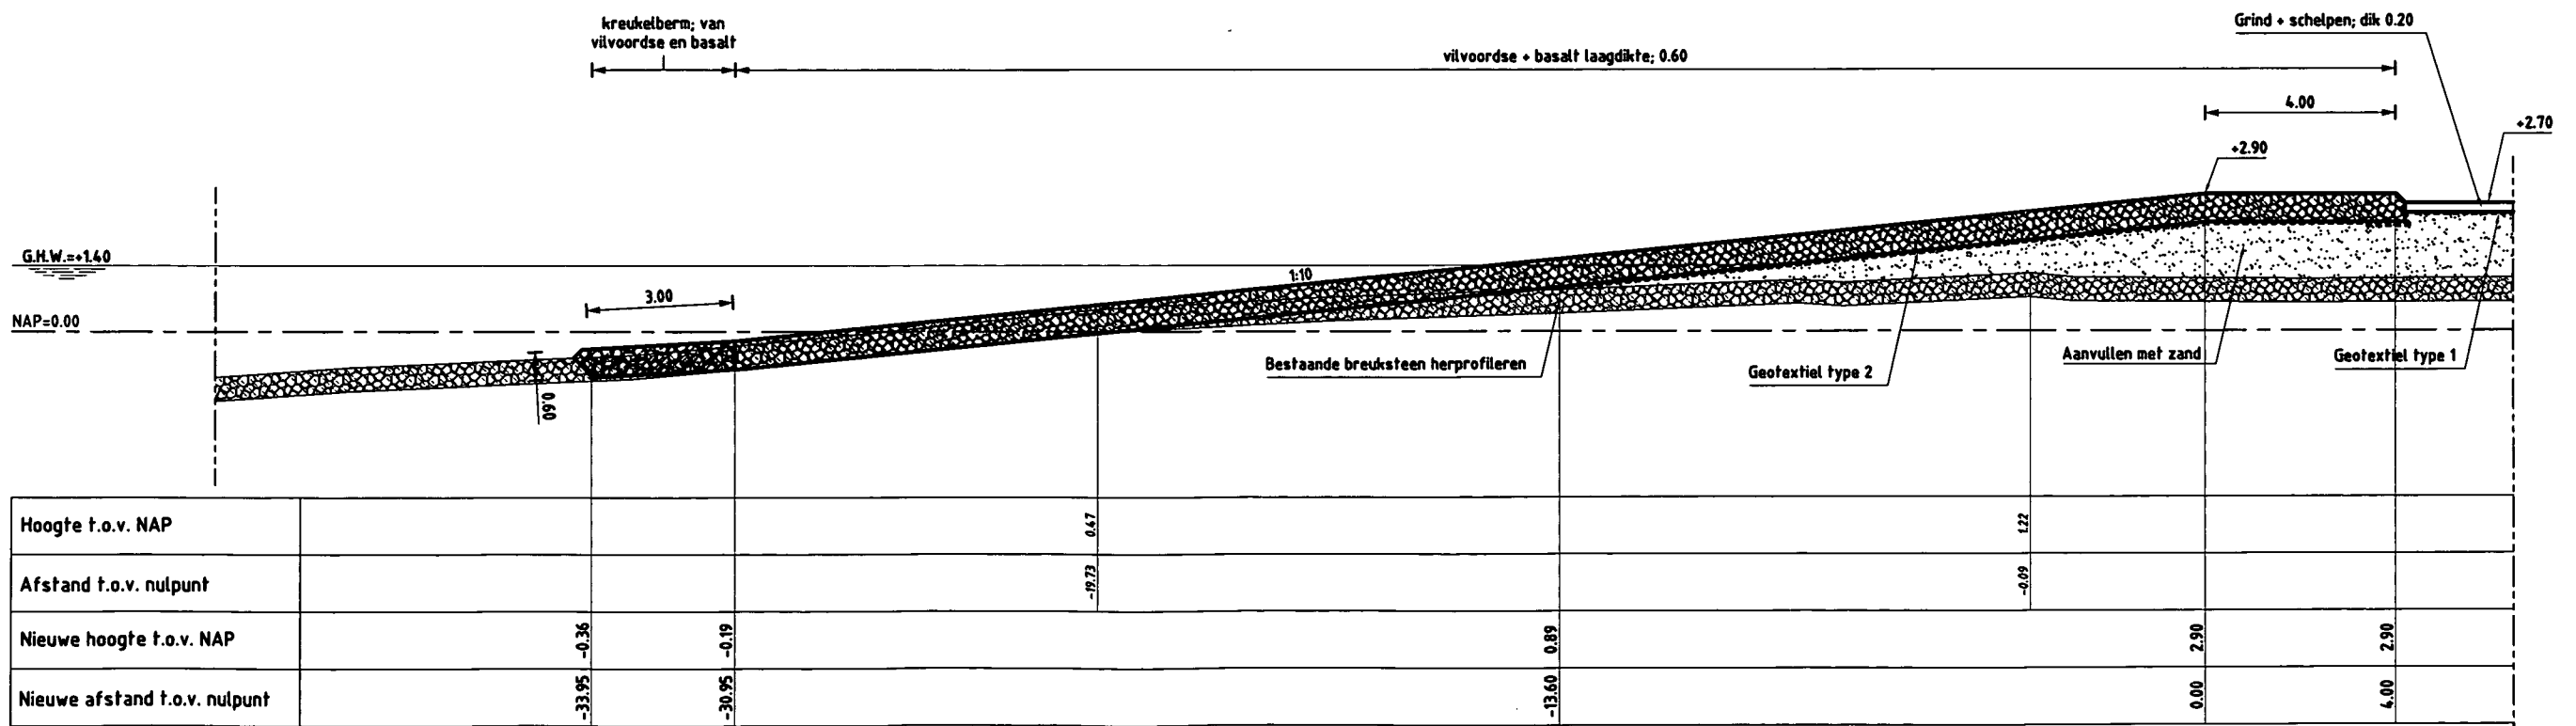 kreukelberm; van
vilvoordse en basalt
vilvoordse + basalt laagdikte; 0.60
Grind + schelpen; dik 0.20
4.00
+2.70
+2.90
G.H.W.=+1.40
1:10
3.00
NAP=0.00
0.60
Bestaande breuksteen herprofileren
Geotextiel type 2
Aanvullen met zand
Geotextiel type 1
Hoogte t.o.v. NAP
0.47
1.22
Afstand t.o.v. nulpunt
-19.73
-0.09
Nieuwe hoogte t.o.v. NAP
-0.36
-0.19
0.89
2.90
2.90
Nieuwe afstand t.o.v. nulpunt
-33.95
-30.95
-13.60
0.00
4.00